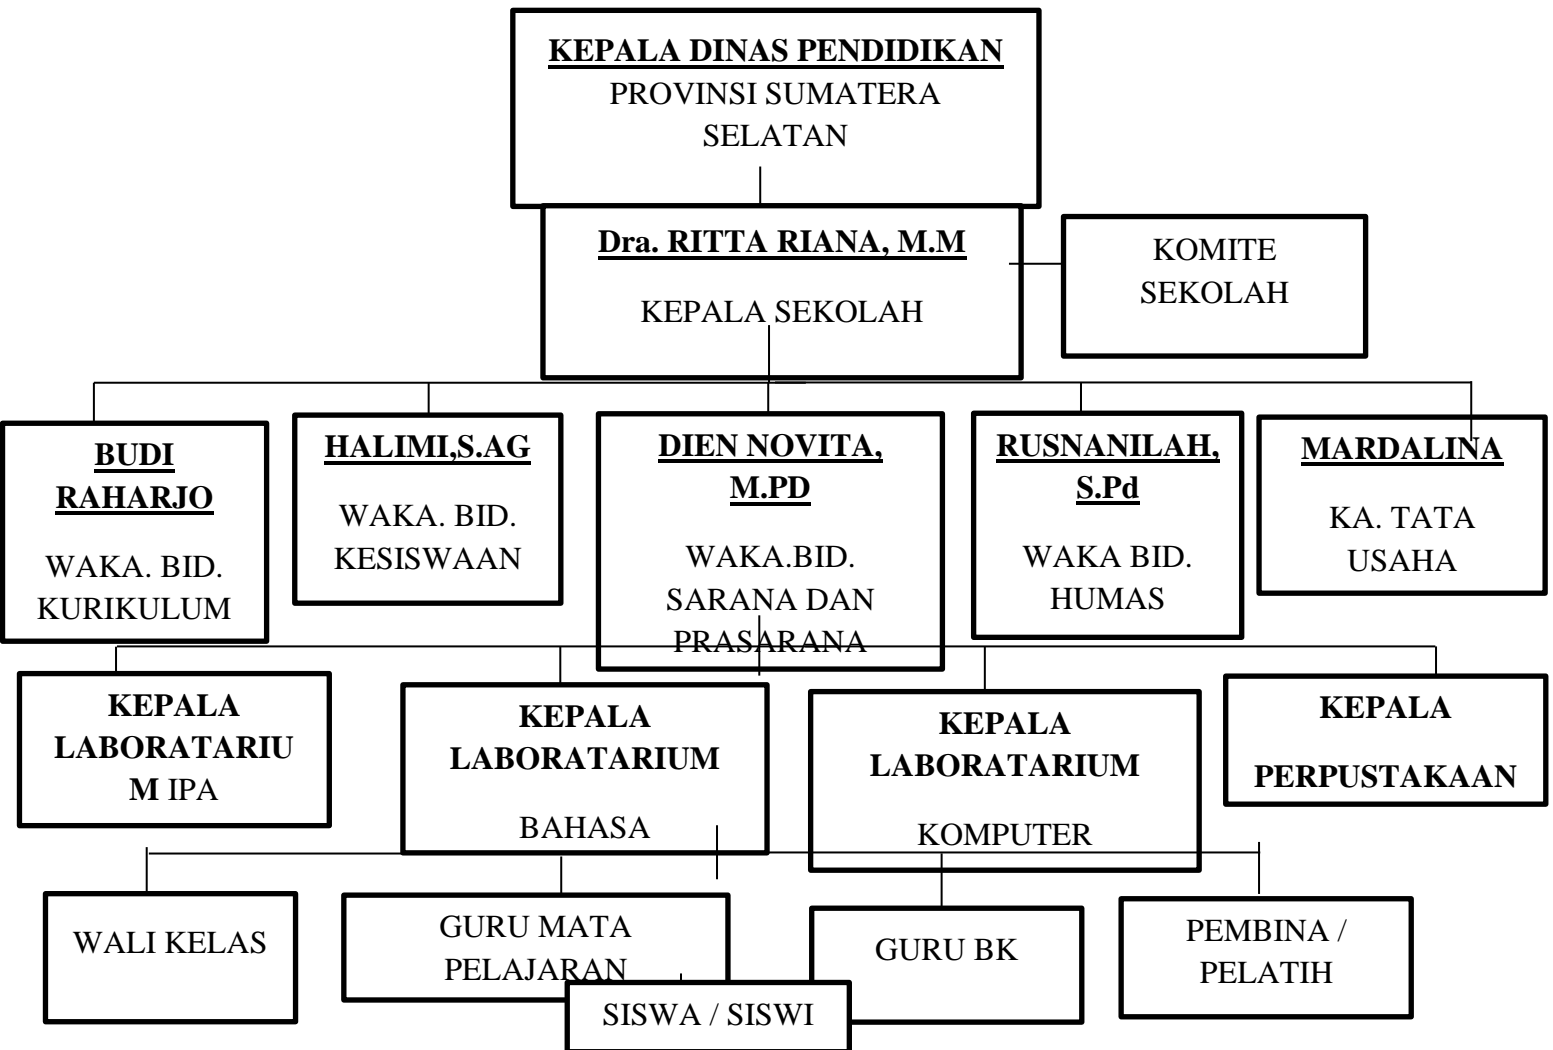 KEPALA DINAS PENDIDIKAN
PROVINSI SUMATERA
SELATAN
Dra. RITTA RIANA, M.M
KEPALA SEKOLAH
KOMITE
SEKOLAH
BUDI
RAHARJO
WAKA. BID.
KURIKULUM
HALIMI,S.AG
WAKA. BID.
KESISWAAN
DIEN NOVITA,
M.PD
WAKA.BID.
SARANA DAN
PRASARANA
RUSNANILAH,
S.Pd
WAKA BID.
HUMAS
MARDALINA
KA. TATA
USAHA
KEPALA
LABORATARIU
M IPA
KEPALA
LABORATARIUM
BAHASA
KEPALA
LABORATARIUM
KOMPUTER
KEPALA
PERPUSTAKAAN
WALI KELAS
GURU MATA
PELAJARAN
GURU BK
PEMBINA /
PELATIH
SISWA / SISWI